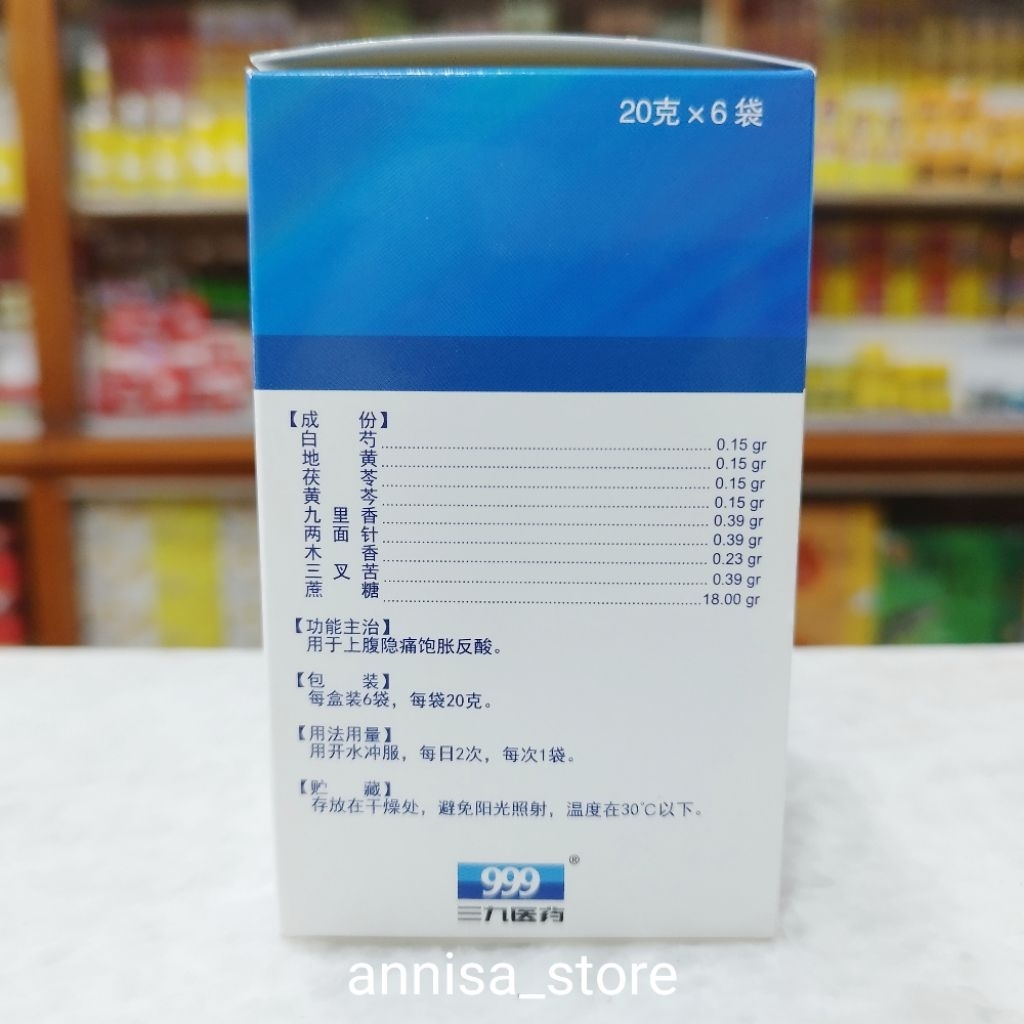 20克×6袋
【成　　份】
白　　芍 0.15 gr
地　　黄 0.15 gr
茯　　苓 0.15 gr
黄　　芩 0.15 gr
九　里　香 0.39 gr
两　面　针 0.39 gr
木　　香 0.23 gr
三　叉　苦 0.39 gr
蔗　　糖 18.00 gr
【功能主治】
用于上腹隐痛饱胀反酸。
【包　　装】
每盒装6袋，每袋20克。
【用法用量】
用开水冲服，每日2次，每次1袋。
【贮　　藏】
存放在干燥处，避免阳光照射，温度在30℃以下。
999®
三九医药
annisa_store